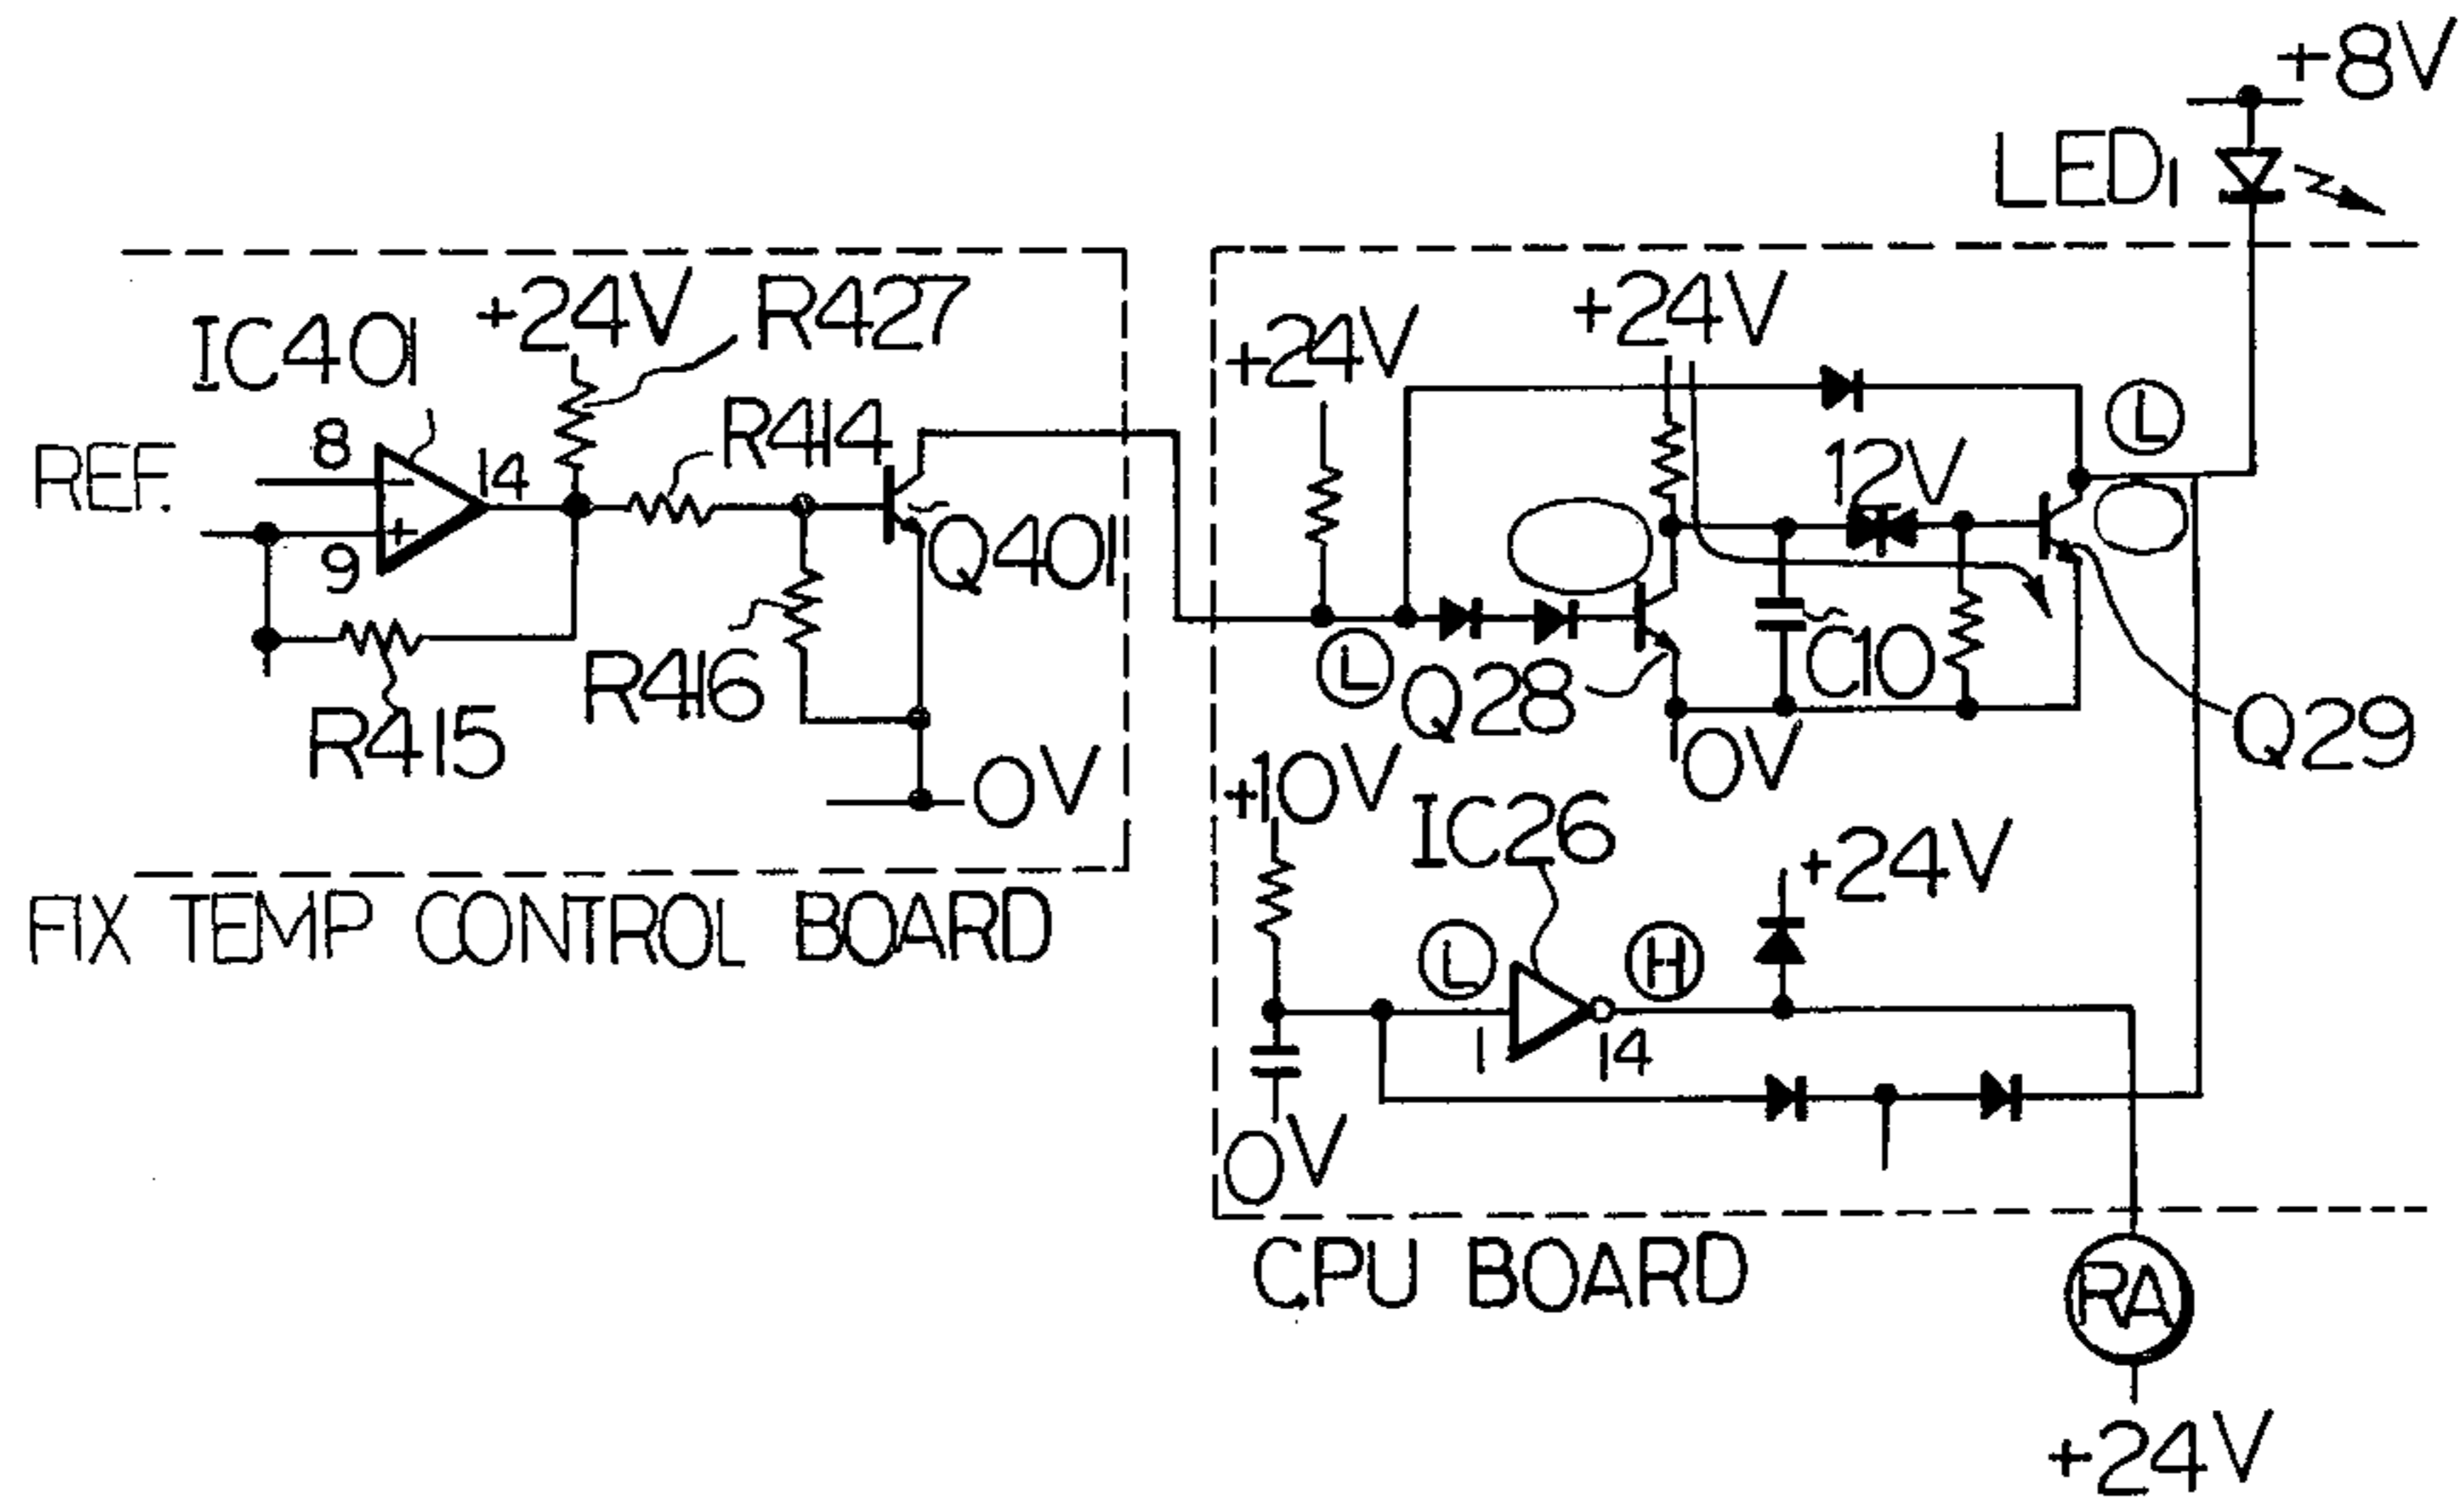 +8V
LED1
+24V
R427
IC401
+24V
+24V
R414
REF.
8
14
L
12V
9
Q401
L
C10
R416
Q28
R415
Q29
0V
0V
+10V
IC26
+24V
FIX TEMP CONTROL BOARD
L
H
1
14
0V
CPU BOARD
RA
+24V